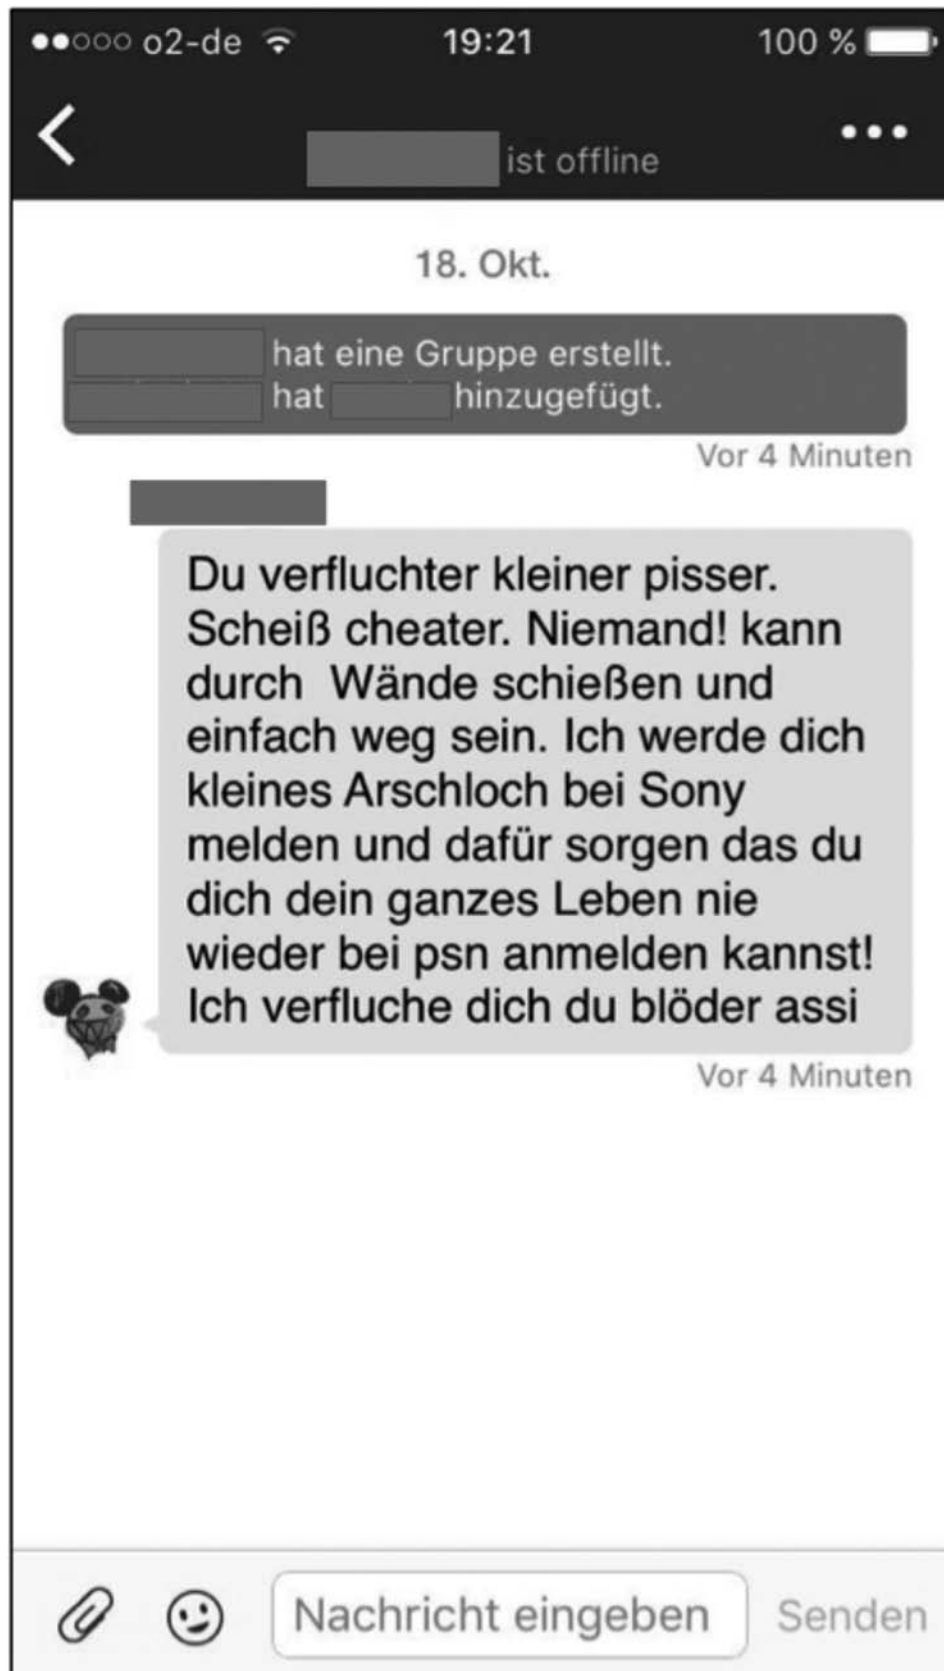 o2-de 19:21 100 %
ist offline
18. Okt.
hat eine Gruppe erstellt.
hat hinzugefügt.
Vor 4 Minuten
Du verfluchter kleiner pisser.
Scheiß cheater. Niemand! kann
durch Wände schießen und
einfach weg sein. Ich werde dich
kleines Arschloch bei Sony
melden und dafür sorgen das du
dich dein ganzes Leben nie
wieder bei psn anmelden kannst!
Ich verfluche dich du blöder assi
Vor 4 Minuten
Nachricht eingeben Senden